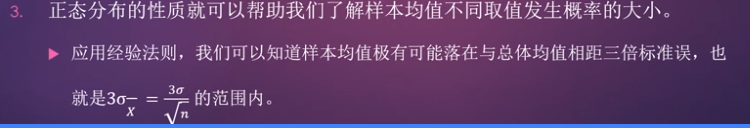 3. 正态分布的性质就可以帮助我们了解样本均值不同取值发生概率的大小。
▶ 应用经验法则，我们可以知道样本均值极有可能落在与总体均值相距三倍标准误，也
就是3σ_X̅ = 3σ/√n 的范围内。